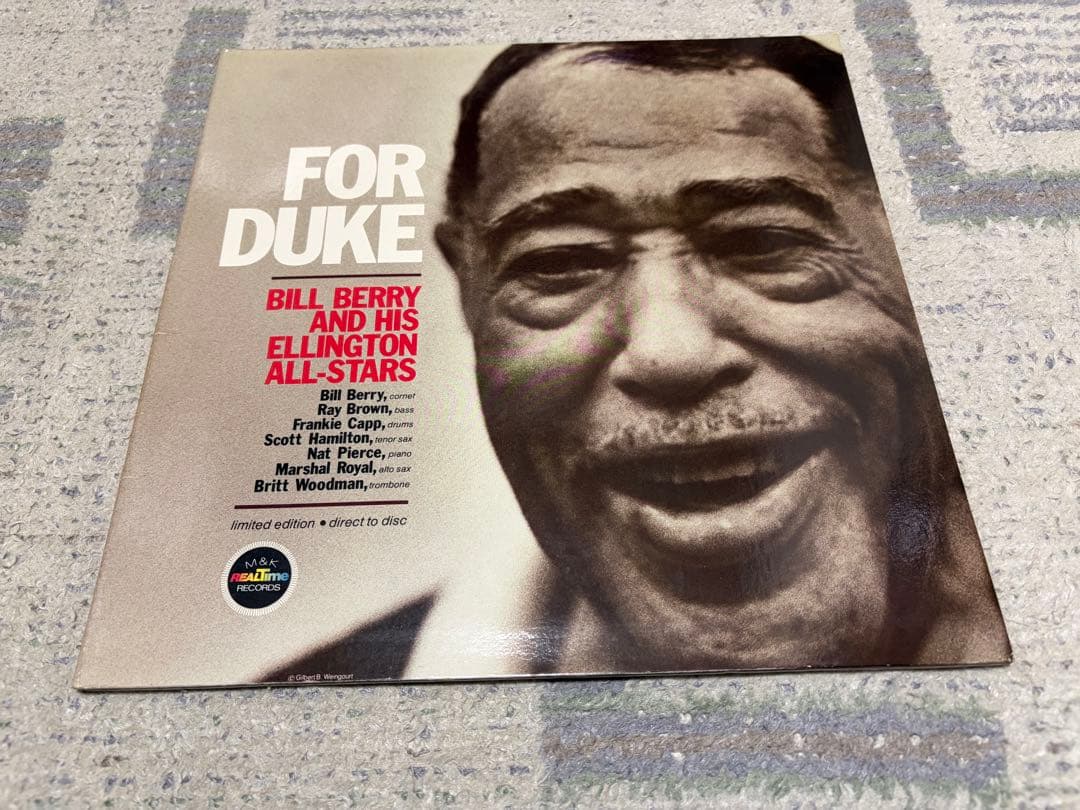 FOR
DUKE
BILL BERRY
AND HIS
ELLINGTON
ALL-STARS
Bill Berry, cornet
Ray Brown, bass
Frankie Capp, drums
Scott Hamilton, tenor sax
Nat Pierce, piano
Marshal Royal, alto sax
Britt Woodman, trombone
limited edition • direct to disc
M & K
REALTime
RECORDS
© Gilbert B. Weingourt